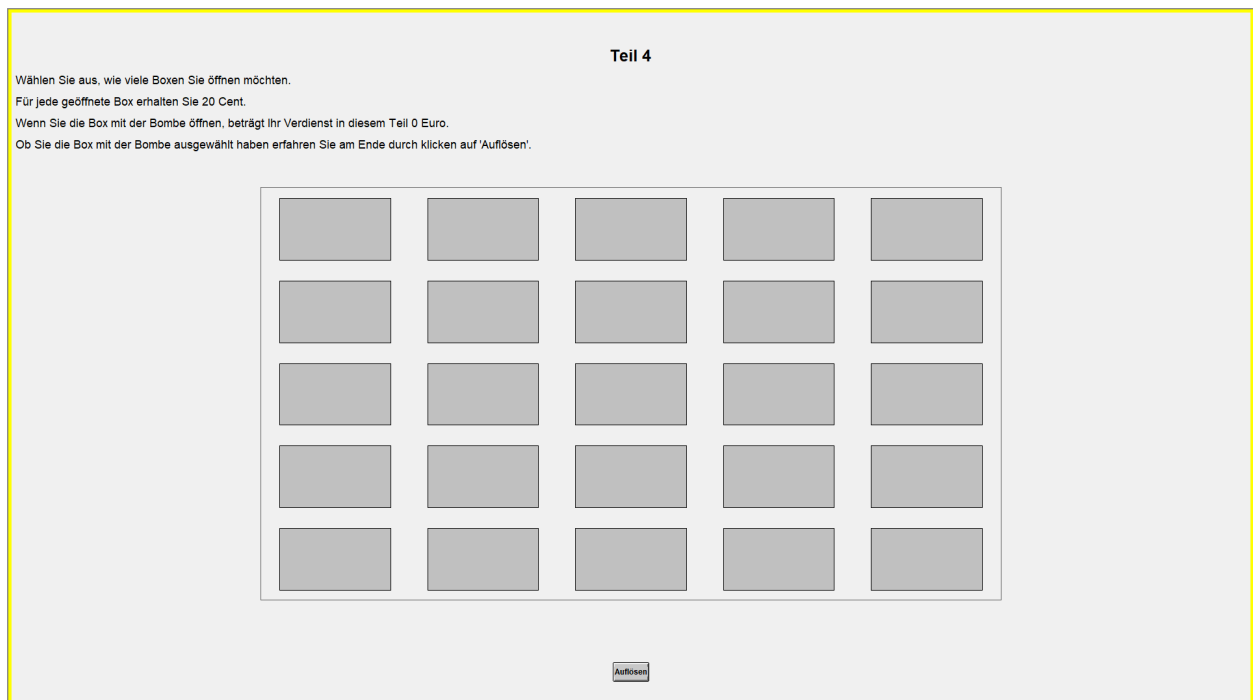 Teil 4
Wählen Sie aus, wie viele Boxen Sie öffnen möchten.
Für jede geöffnete Box erhalten Sie 20 Cent.
Wenn Sie die Box mit der Bombe öffnen, beträgt Ihr Verdienst in diesem Teil 0 Euro.
Ob Sie die Box mit der Bombe ausgewählt haben erfahren Sie am Ende durch klicken auf 'Auflösen'.
Auflösen